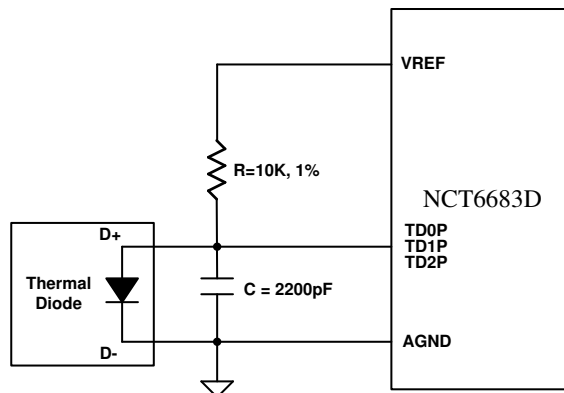 VREF
R=10K, 1%
NCT6683D
D+
TD0P
TD1P
TD2P
Thermal
Diode
C = 2200pF
D-
AGND